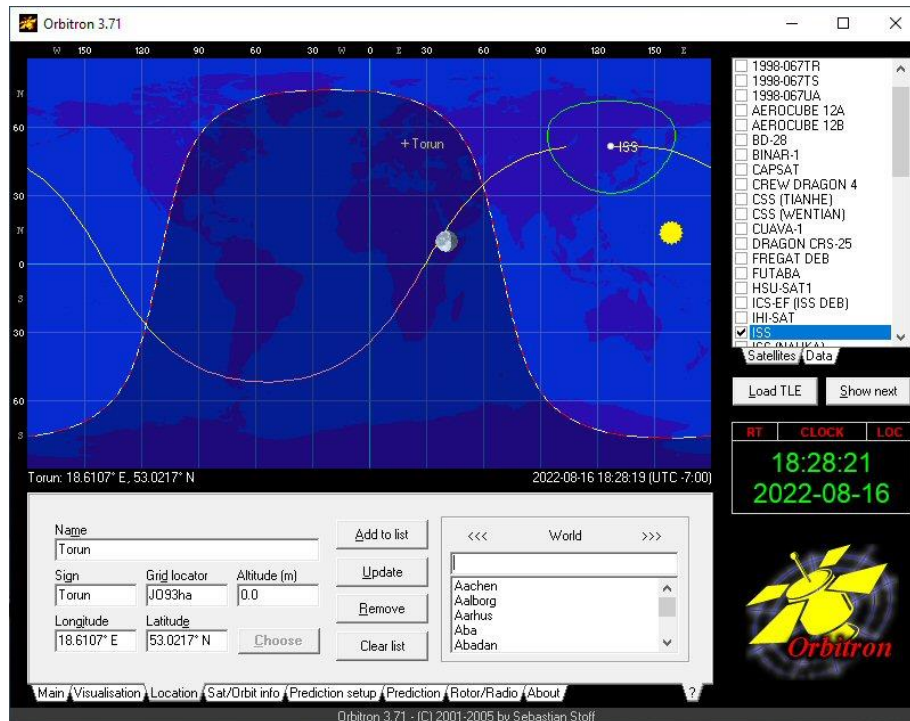 Orbitron 3.71
W 150 120 90 60 30 W 0 E 30 60 90 120 150 E
N
60
30
N
0
S
30
60
S
Torun
ISS
Torun: 18.6107° E, 53.0217° N
2022-08-16 18:28:19 (UTC -7:00)
1998-067TR
1998-067TS
1998-067UA
AEROCUBE 12A
AEROCUBE 12B
BD-28
BINAR-1
CAPSAT
CREW DRAGON 4
CSS (TIANHE)
CSS (WENTIAN)
CUAVA-1
DRAGON CRS-25
FREGAT DEB
FUTABA
HSU-SAT1
ICS-EF (ISS DEB)
IHI-SAT
ISS
ISS (NAUKA)
Satellites Data
Load TLE Show next
RT CLOCK LOC
18:28:21
2022-08-16
Orbitron
Name
Torun
Sign Grid locator Altitude (m)
Torun JO93ha 0.0
Longitude Latitude
18.6107° E 53.0217° N Choose
Add to list
Update
Remove
Clear list
<<< World >>>
Aachen
Aalborg
Aarhus
Aba
Abadan
Main Visualisation Location Sat/Orbit info Prediction setup Prediction Rotor/Radio About ?
Orbitron 3.71 - (C) 2001-2005 by Sebastian Stoff